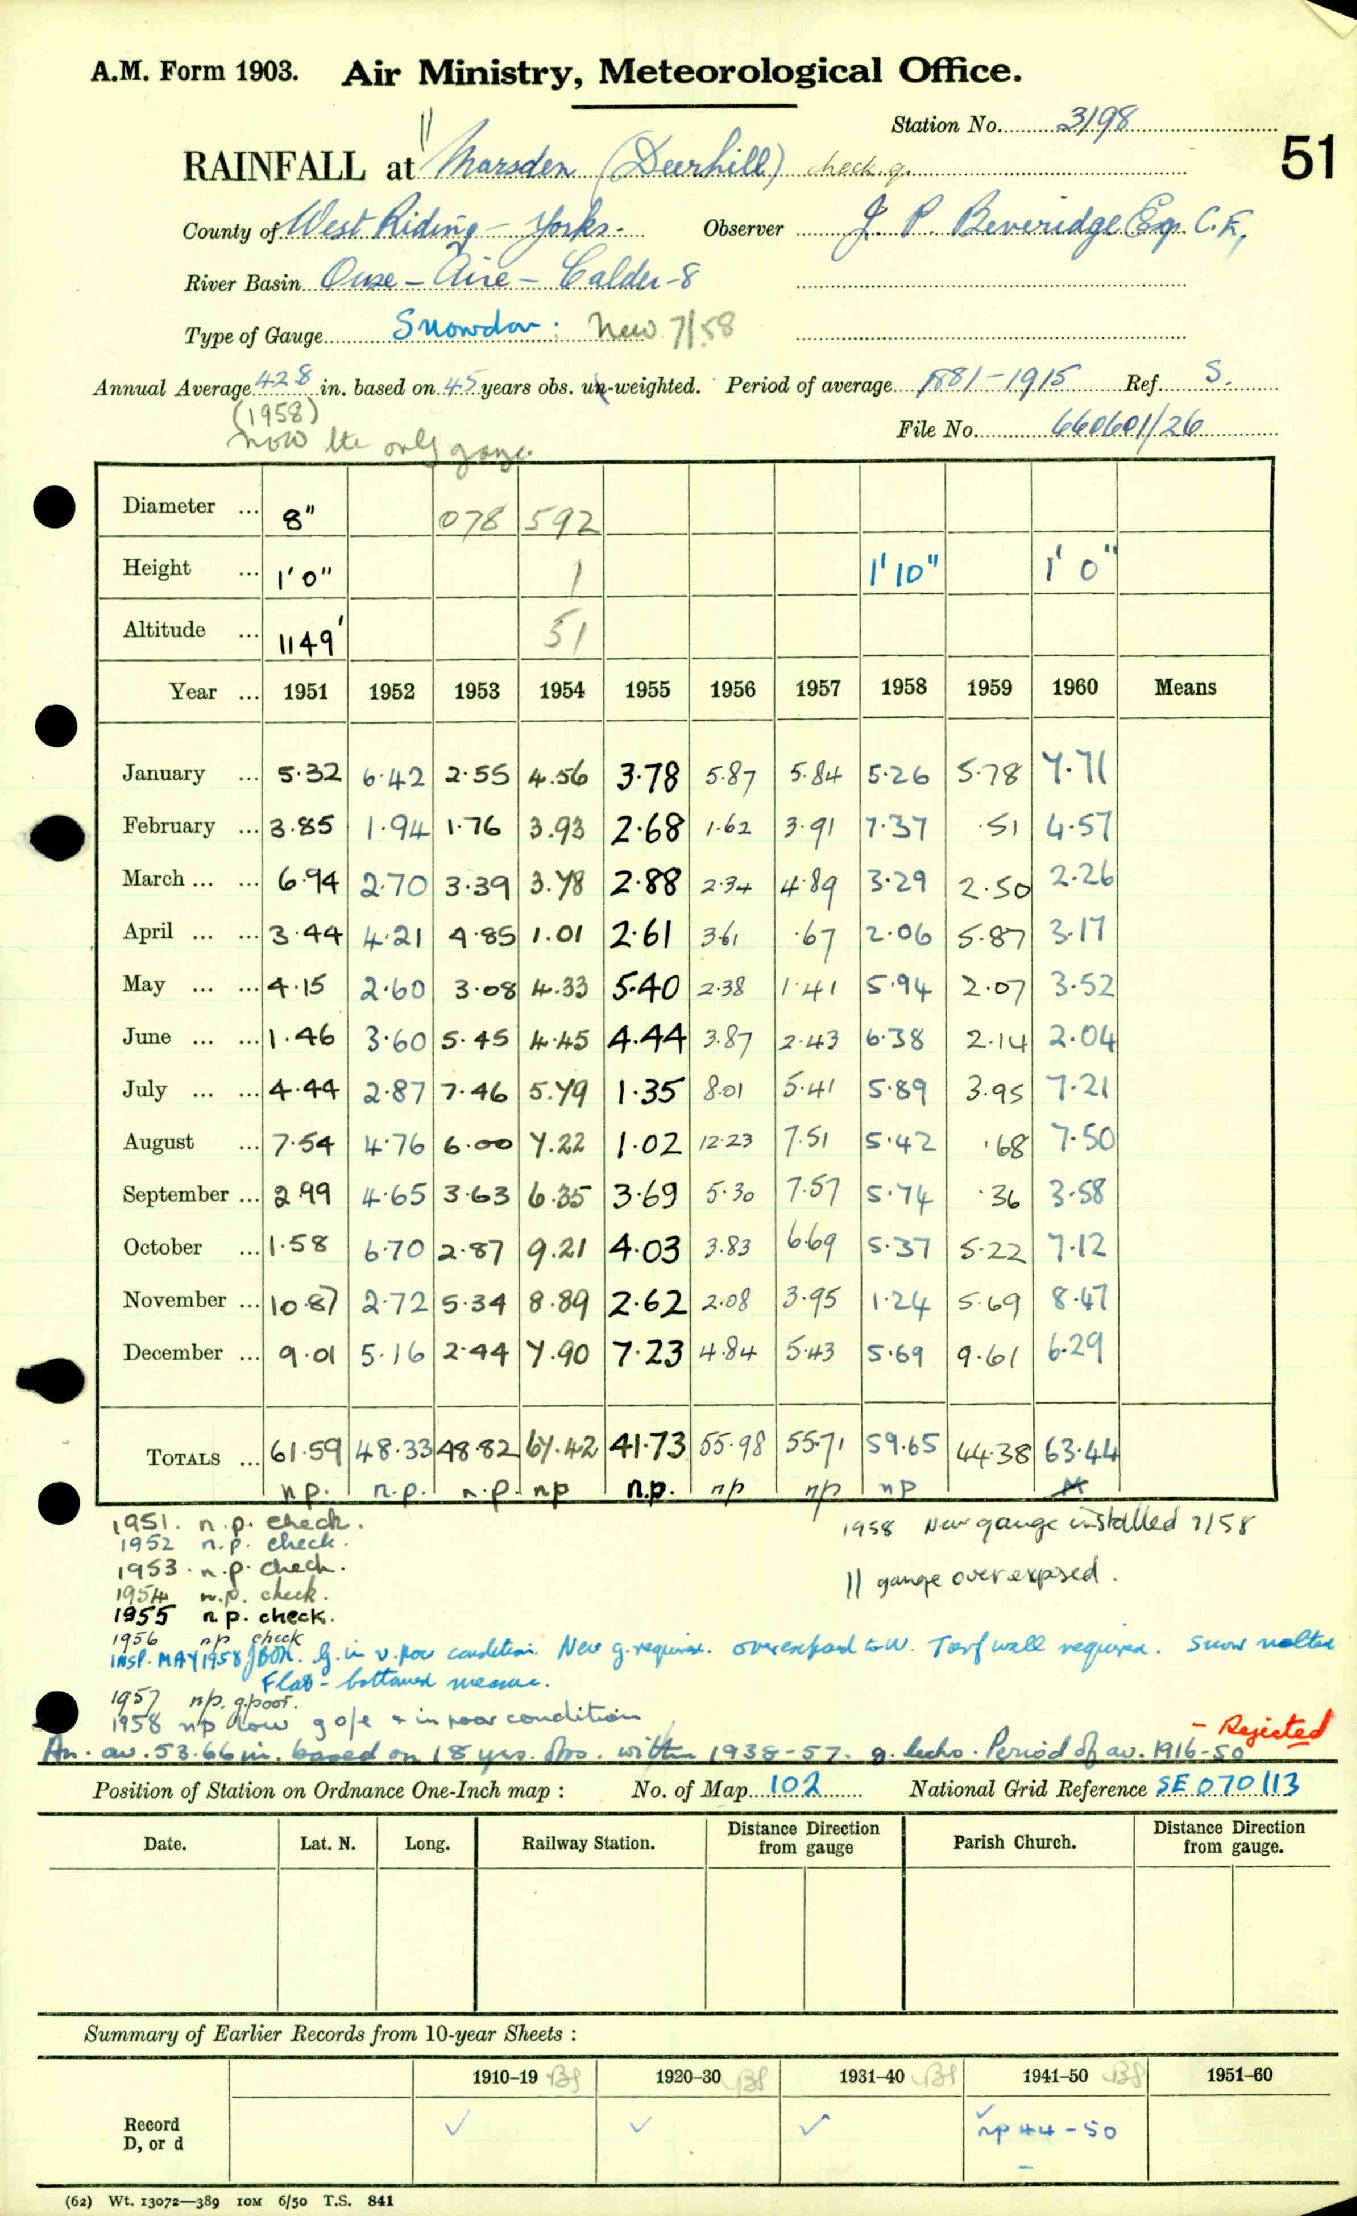 A.M. Form 1903. Air Ministry, Meteorological Office.
Station No. 3198
51
RAINFALL at Marsden (Deerhill) check g.
County of West Riding - Yorks. Observer J. P. Beveridge Esq. C.E,
River Basin Ouse - Aire - Calder - 8
Type of Gauge Snowdon : New 7/58
Annual Average 42.8 in. based on 45 years obs. un-weighted. Period of average 1881-1915 Ref. S.
(1958)
now the only gauge.
File No. 660601/26
Diameter ... 8" 078 592
Height ... 1' 0" 1 1' 10" 1' 0"
Altitude ... 1149' 51
Year ... 1951 1952 1953 1954 1955 1956 1957 1958 1959 1960 Means
January ... 5.32 6.42 2.55 4.56 3.78 5.87 5.84 5.26 5.78 7.71
February ... 3.85 1.94 1.76 3.93 2.68 1.62 3.91 7.37 .51 4.57
March ... ... 6.94 2.70 3.39 3.78 2.88 2.34 4.89 3.29 2.50 2.26
April ... ... 3.44 4.21 4.85 1.01 2.61 3.61 .67 2.06 5.87 3.17
May ... ... 4.15 2.60 3.08 4.33 5.40 2.38 1.41 5.94 2.07 3.52
June ... ... 1.46 3.60 5.45 4.45 4.44 3.87 2.43 6.38 2.14 2.04
July ... ... 4.44 2.87 7.46 5.79 1.35 8.01 5.41 5.89 3.95 7.21
August ... 7.54 4.76 6.00 7.22 1.02 12.23 7.51 5.42 .68 7.50
September ... 2.99 4.65 3.63 6.35 3.69 5.30 7.57 5.74 .36 3.58
October ... 1.58 6.70 2.87 9.21 4.03 3.83 6.69 5.37 5.22 7.12
November ... 10.87 2.72 5.34 8.89 2.62 2.08 3.95 1.24 5.69 8.47
December ... 9.01 5.16 2.44 7.90 7.23 4.84 5.43 5.69 9.61 6.29
TOTALS ... 61.59 48.33 48.82 67.42 41.73 55.98 55.71 59.65 44.38 63.44
n.p. n.p. n.p. np n.p. np np np
1951. n.p. check.
1952 n.p. check.
1953. n.p. check.
1954 n.p. check.
1955 n.p. check.
1956 np check
1958 New gauge installed 7/58
|| gauge over exposed.
INSP. MAY 1958 JBOR. G. in v. poor condition. New g. required. overexposed to W. Turf wall required. Snow melted
Flat-bottomed measure.
1957 n/p. g. poor.
1958 np low g o/e + in poor condition
An. av. 53.66 in. based on 18 yrs. obs. within 1938-57. Period of av. 1916-50 - Rejected
Position of Station on Ordnance One-Inch map : No. of Map 102 National Grid Reference SE 070113
Date. Lat. N. Long. Railway Station. Distance from Direction gauge Parish Church. Distance from Direction gauge.
Summary of Earlier Records from 10-year Sheets :
1910-19 1920-30 1931-40 1941-50 1951-60
Record
D, or d ✓ ✓ ✓ ✓ np 44-50
(62) Wt. 13072—389 10M 6/50 T.S. 841